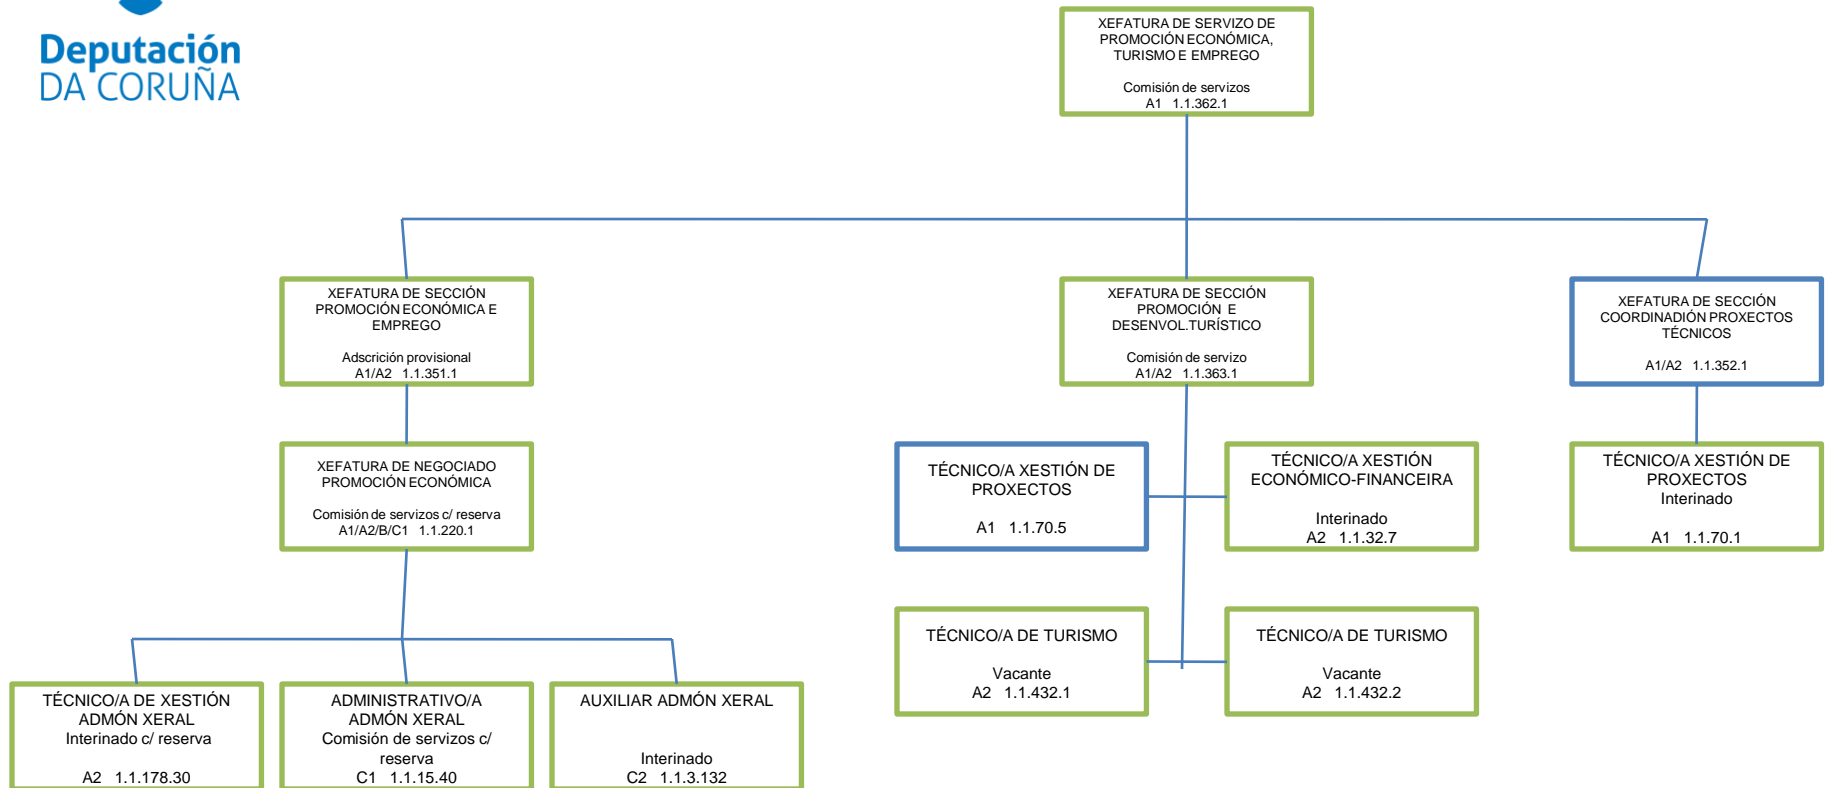 Deputación
DA CORUÑA
XEFATURA DE SERVIZO DE
PROMOCIÓN ECONÓMICA,
TURISMO E EMPREGO
Comisión de servizos
A1 1.1.362.1
XEFATURA DE SECCIÓN
PROMOCIÓN ECONÓMICA E
EMPREGO
Adscrición provisional
A1/A2 1.1.351.1
XEFATURA DE SECCIÓN
PROMOCIÓN E
DESENVOL.TURÍSTICO
Comisión de servizo
A1/A2 1.1.363.1
XEFATURA DE SECCIÓN
COORDINADIÓN PROXECTOS
TÉCNICOS
A1/A2 1.1.352.1
XEFATURA DE NEGOCIADO
PROMOCIÓN ECONÓMICA
Comisión de servizos c/ reserva
A1/A2/B/C1 1.1.220.1
TÉCNICO/A XESTIÓN DE
PROXECTOS
A1 1.1.70.5
TÉCNICO/A XESTIÓN
ECONÓMICO-FINANCEIRA
Interinado
A2 1.1.32.7
TÉCNICO/A XESTIÓN DE
PROXECTOS
Interinado
A1 1.1.70.1
TÉCNICO/A DE TURISMO
Vacante
A2 1.1.432.1
TÉCNICO/A DE TURISMO
Vacante
A2 1.1.432.2
TÉCNICO/A DE XESTIÓN
ADMÓN XERAL
Interinado c/ reserva
A2 1.1.178.30
ADMINISTRATIVO/A
ADMÓN XERAL
Comisión de servizos c/
reserva
C1 1.1.15.40
AUXILIAR ADMÓN XERAL
Interinado
C2 1.1.3.132